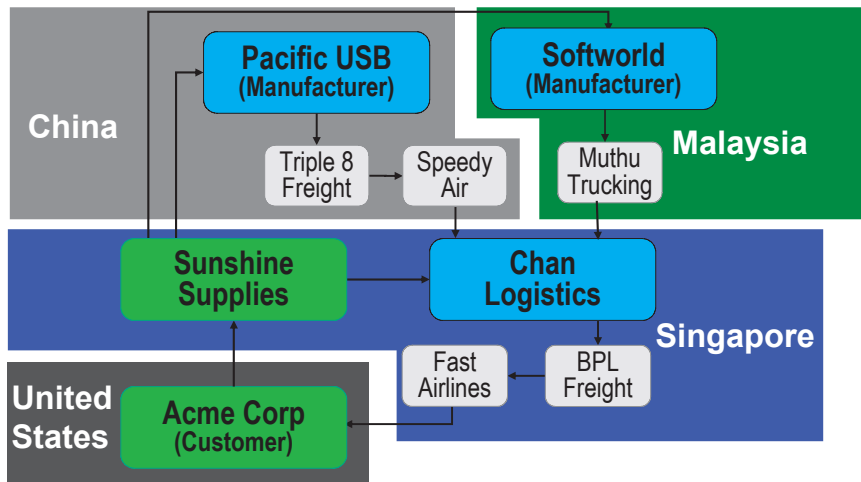 Pacific USB
(Manufacturer)
Softworld
(Manufacturer)
China
Triple 8
Freight
Speedy
Air
Muthu
Trucking
Malaysia
Sunshine
Supplies
Chan
Logistics
Singapore
Fast
Airlines
BPL
Freight
United
States
Acme Corp
(Customer)